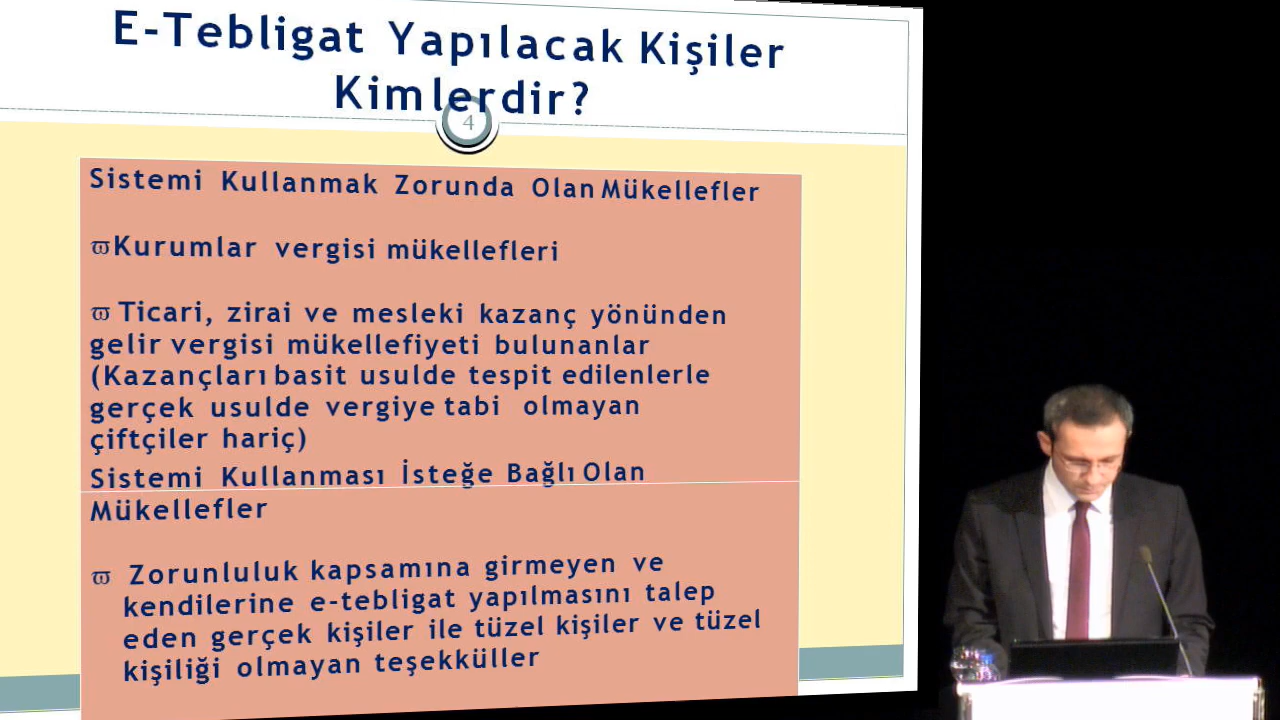 E-Tebligat Yapılacak Kişiler
Kimlerdir?
4
Sistemi Kullanmak Zorunda Olan Mükellefler
ϖKurumlar vergisi mükellefleri
ϖ Ticari, zirai ve mesleki kazanç yönünden
gelir vergisi mükellefiyeti bulunanlar
(Kazançları basit usulde tespit edilenlerle
gerçek usulde vergiye tabi olmayan
çiftçiler hariç)
Sistemi Kullanması İsteğe Bağlı Olan
Mükellefler
ϖ Zorunluluk kapsamına girmeyen ve
kendilerine e-tebligat yapılmasını talep
eden gerçek kişiler ile tüzel kişiler ve tüzel
kişiliği olmayan teşekküller